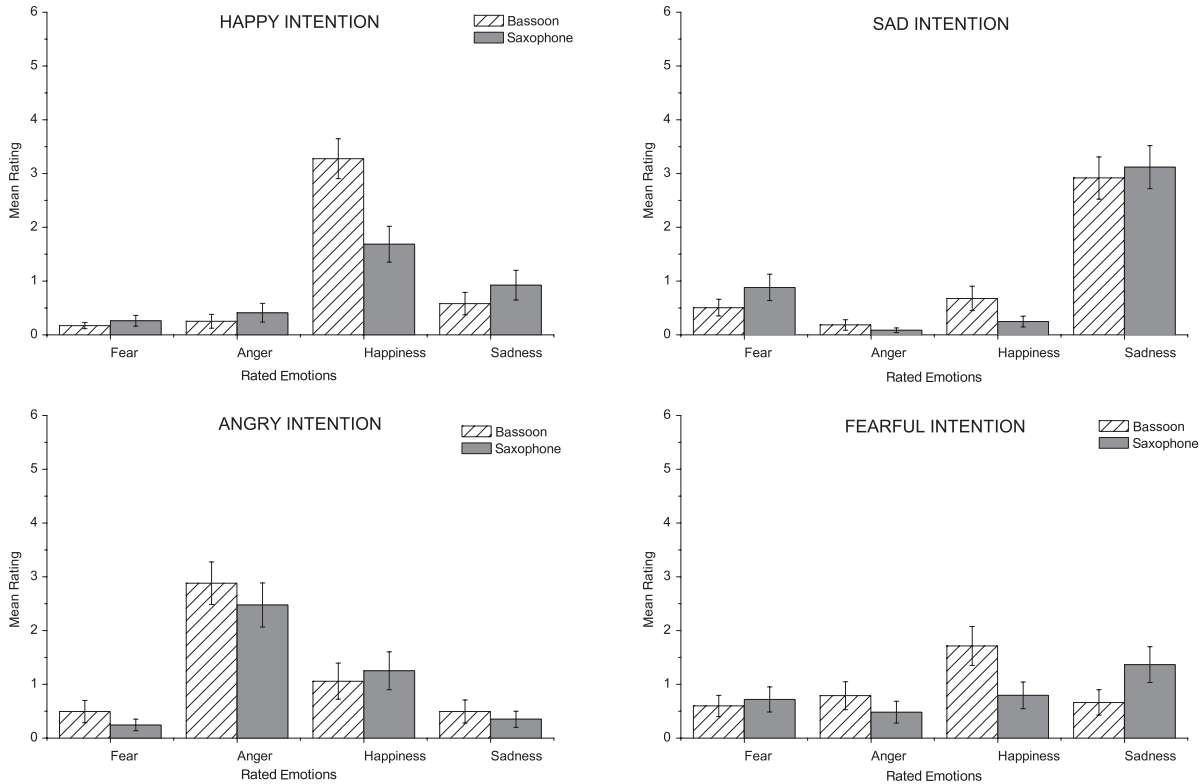 HAPPY INTENTION
Bassoon
Saxophone
6
5
4
3
2
1
0
Mean Rating
Fear Anger Happiness Sadness
Rated Emotions
SAD INTENTION
6
5
4
3
2
1
0
Mean Rating
Fear Anger Happiness Sadness
Rated Emotions
ANGRY INTENTION
Bassoon
Saxophone
6
5
4
3
2
1
0
Mean Rating
Fear Anger Happiness Sadness
Rated Emotions
FEARFUL INTENTION
Bassoon
Saxophone
6
5
4
3
2
1
0
Mean Rating
Fear Anger Happiness Sadness
Rated Emotions